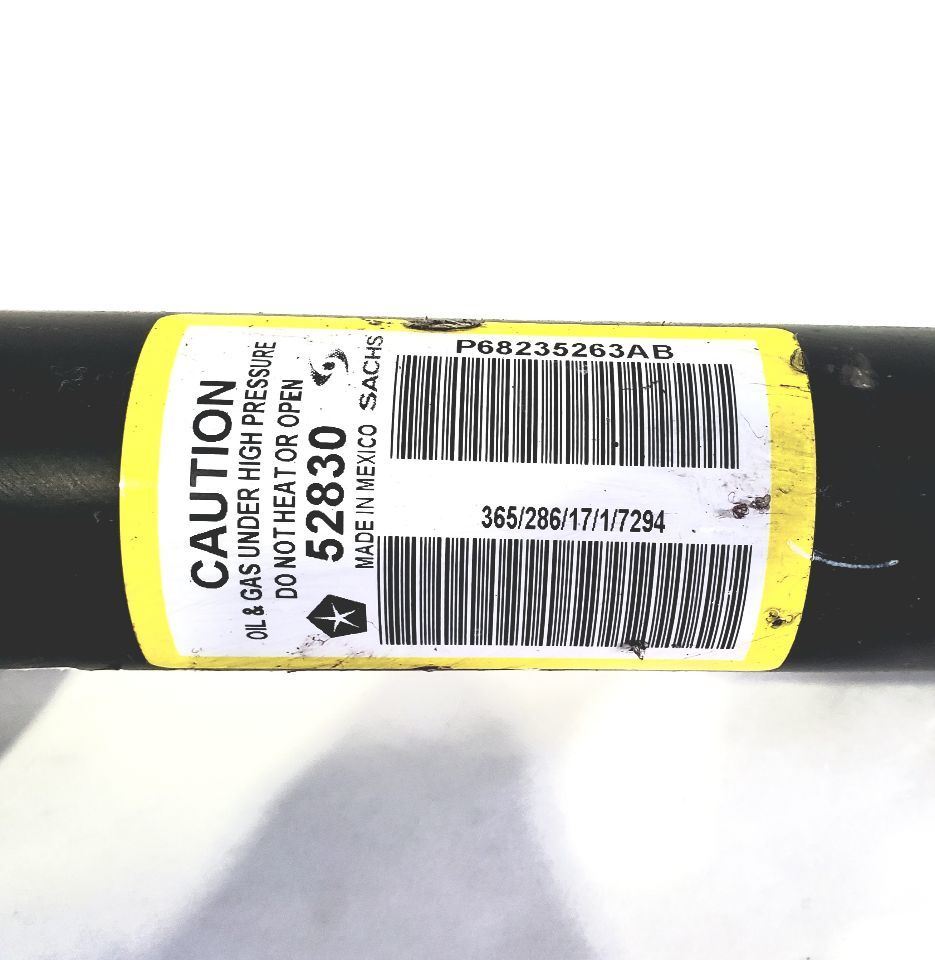 CAUTION
OIL & GAS UNDER HIGH PRESSURE
DO NOT HEAT OR OPEN
52830
MADE IN MEXICO SACHS
P68235263AB
365/286/17/1/7294